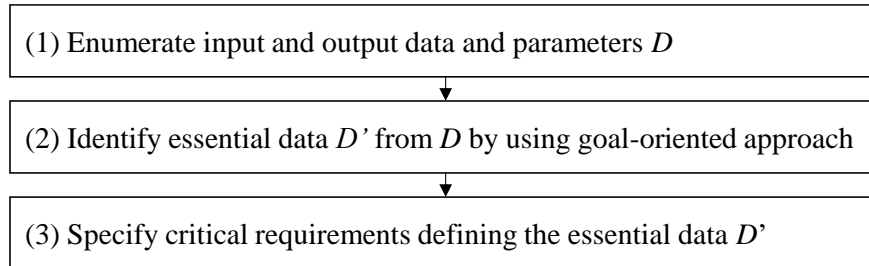 (1) Enumerate input and output data and parameters D
(2) Identify essential data D’ from D by using goal-oriented approach
(3) Specify critical requirements defining the essential data D’